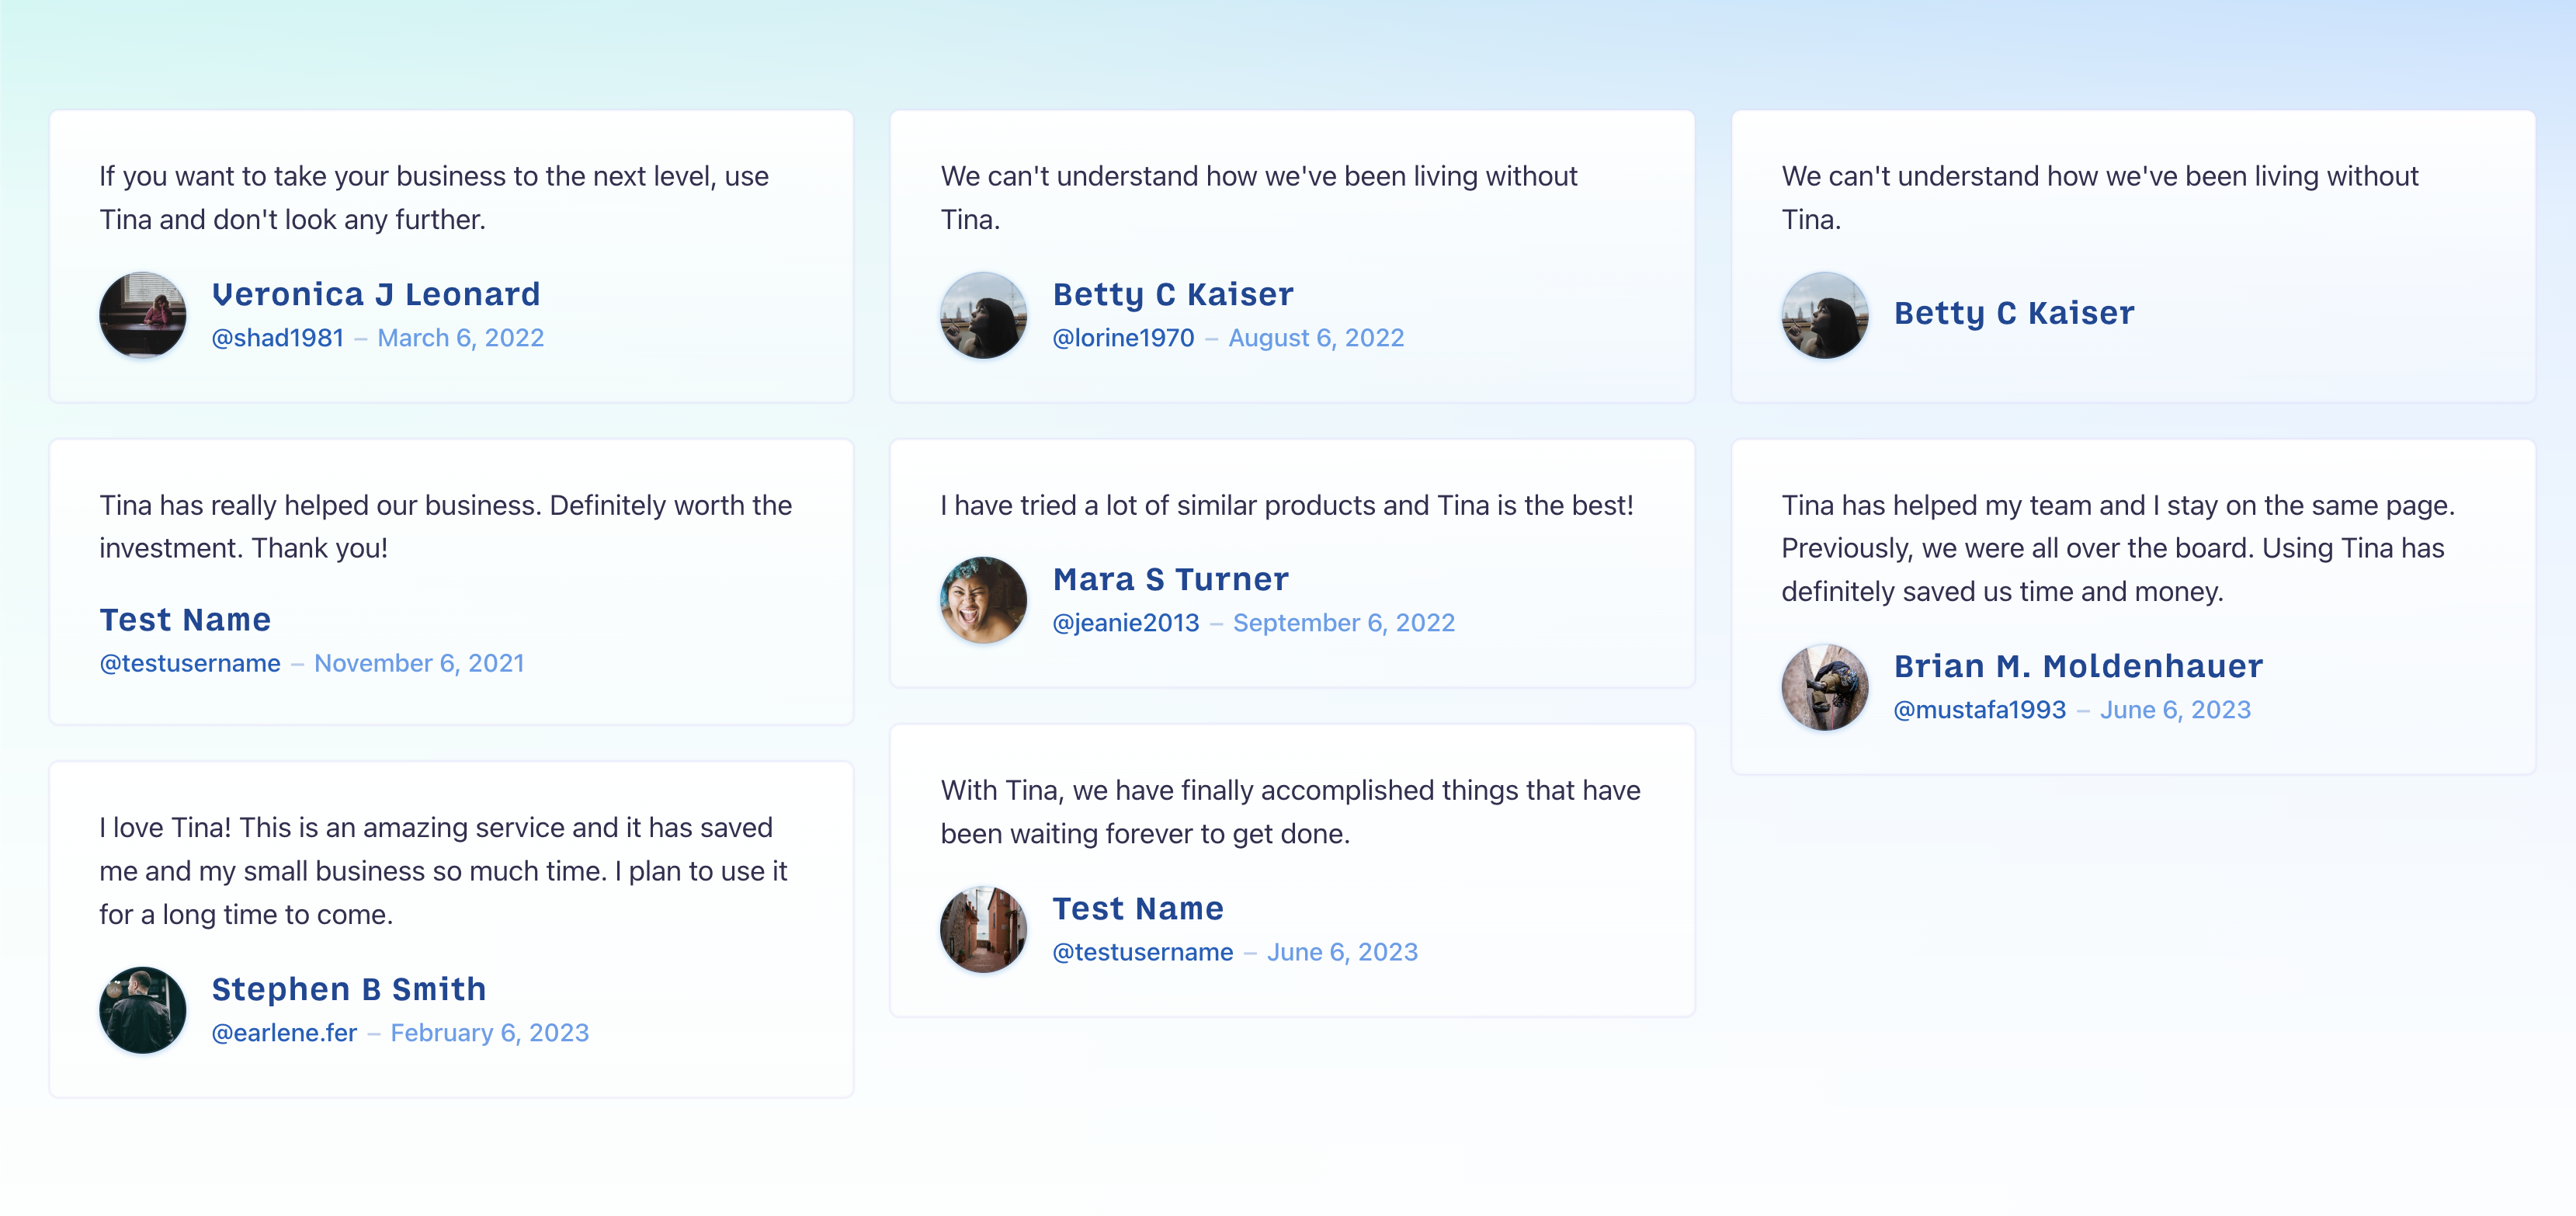 If you want to take your business to the next level, use
Tina and don't look any further.
Veronica J Leonard
@shad1981 – March 6, 2022
Tina has really helped our business. Definitely worth the
investment. Thank you!
Test Name
@testusername – November 6, 2021
I love Tina! This is an amazing service and it has saved
me and my small business so much time. I plan to use it
for a long time to come.
Stephen B Smith
@earlene.fer – February 6, 2023
We can't understand how we've been living without
Tina.
Betty C Kaiser
@lorine1970 – August 6, 2022
I have tried a lot of similar products and Tina is the best!
Mara S Turner
@jeanie2013 – September 6, 2022
With Tina, we have finally accomplished things that have
been waiting forever to get done.
Test Name
@testusername – June 6, 2023
We can't understand how we've been living without
Tina.
Betty C Kaiser
Tina has helped my team and I stay on the same page.
Previously, we were all over the board. Using Tina has
definitely saved us time and money.
Brian M. Moldenhauer
@mustafa1993 – June 6, 2023